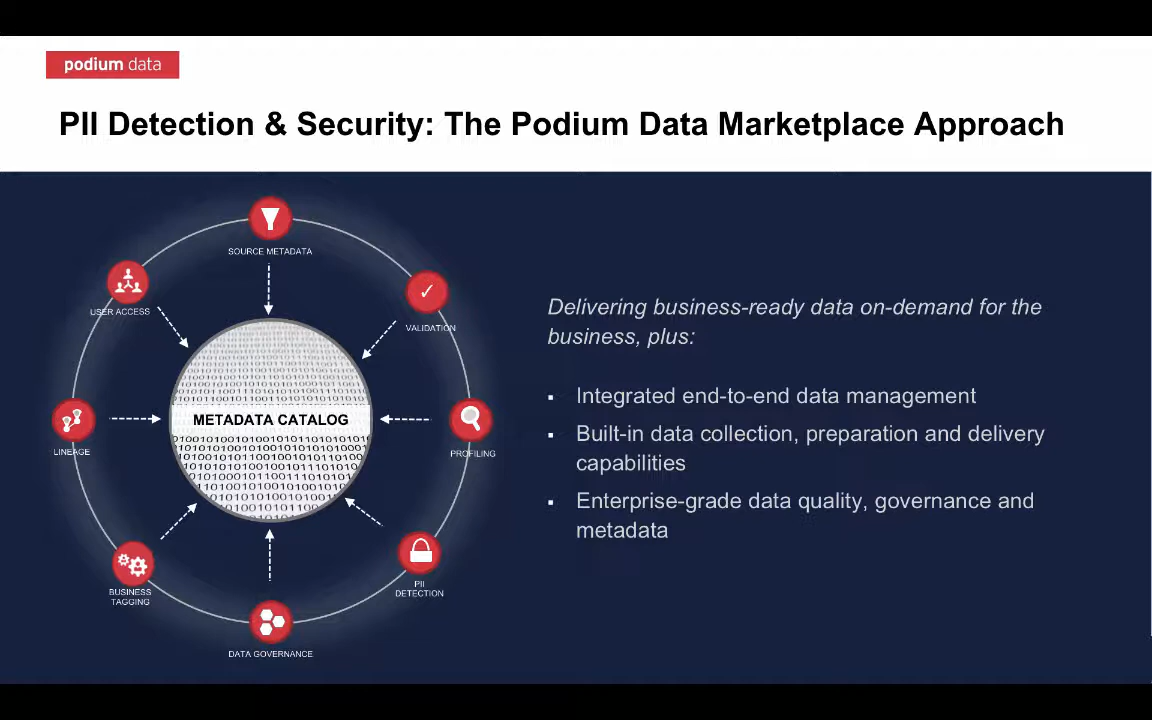 podium data
PII Detection & Security: The Podium Data Marketplace Approach
SOURCE METADATA
USER ACCESS
VALIDATION
METADATA CATALOG
LINEAGE
PROFILING
BUSINESS
TAGGING
PII
DETECTION
DATA GOVERNANCE
Delivering business-ready data on-demand for the
business, plus:
▪ Integrated end-to-end data management
▪ Built-in data collection, preparation and delivery
capabilities
▪ Enterprise-grade data quality, governance and
metadata